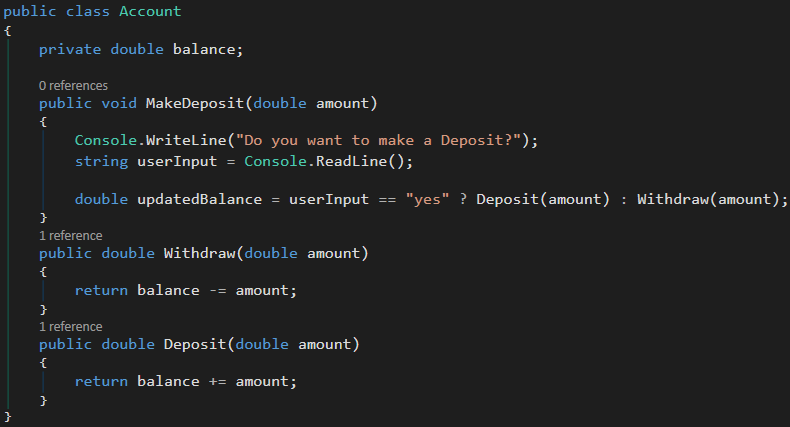 public class Account
{
private double balance;
0 references
public void MakeDeposit(double amount)
{
Console.WriteLine("Do you want to make a Deposit?");
string userInput = Console.ReadLine();
double updatedBalance = userInput == "yes" ? Deposit(amount) : Withdraw(amount);
}
1 reference
public double Withdraw(double amount)
{
return balance -= amount;
}
1 reference
public double Deposit(double amount)
{
return balance += amount;
}
}